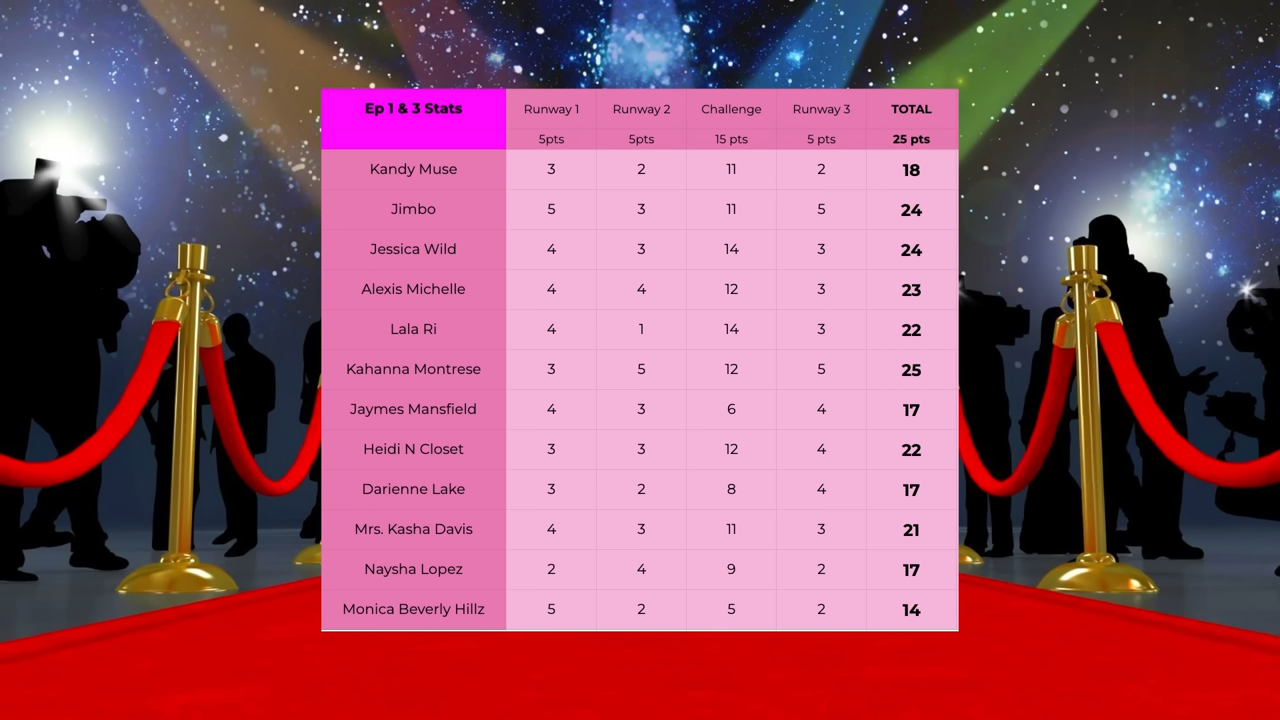 Ep 1 & 3 Stats Runway 1 Runway 2 Challenge Runway 3 TOTAL
5pts 5pts 15 pts 5 pts 25 pts
Kandy Muse 3 2 11 2 18
Jimbo 5 3 11 5 24
Jessica Wild 4 3 14 3 24
Alexis Michelle 4 4 12 3 23
Lala Ri 4 1 14 3 22
Kahanna Montrese 3 5 12 5 25
Jaymes Mansfield 4 3 6 4 17
Heidi N Closet 3 3 12 4 22
Darienne Lake 3 2 8 4 17
Mrs. Kasha Davis 4 3 11 3 21
Naysha Lopez 2 4 9 2 17
Monica Beverly Hillz 5 2 5 2 14